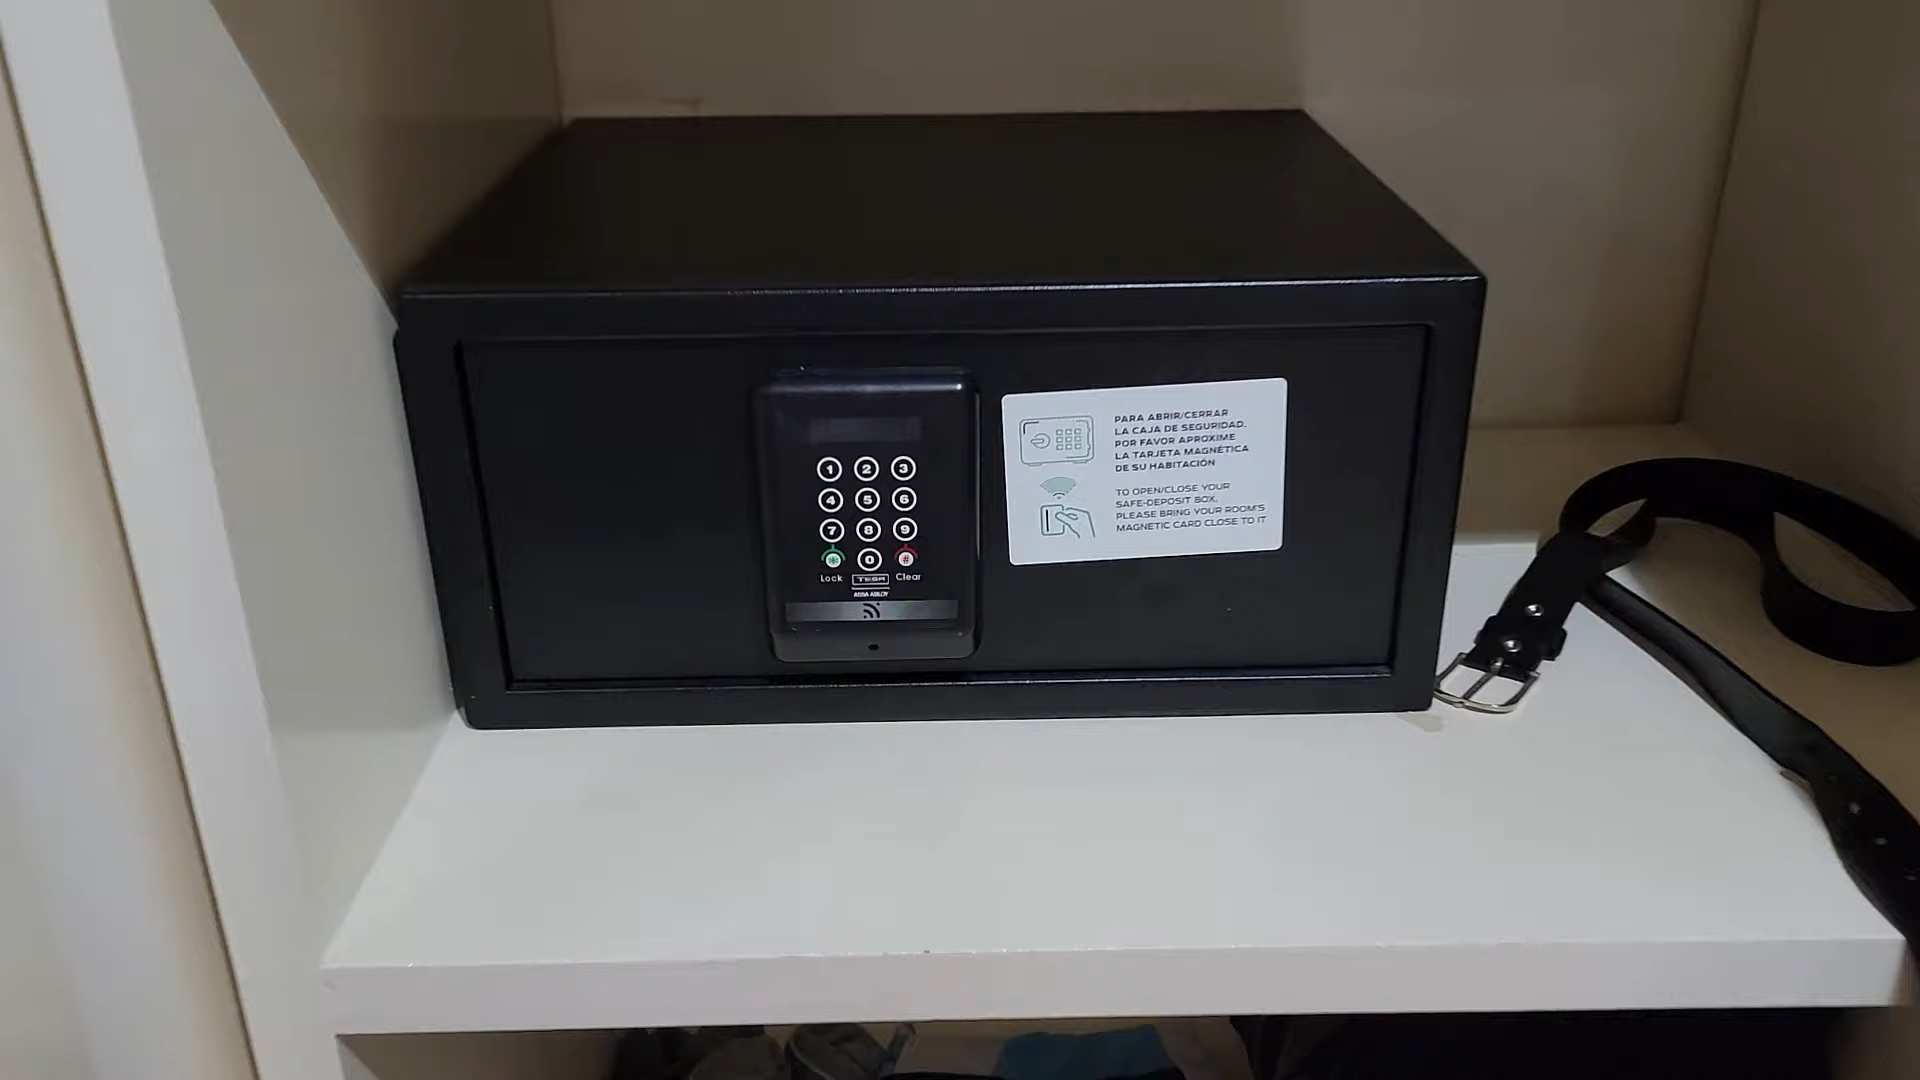 1 2 3
4 5 6
7 8 9
* 0 #
Lock TESA Clear
ASSA ABLOY
PARA ABRIR/CERRAR
LA CAJA DE SEGURIDAD,
POR FAVOR APROXIME
LA TARJETA MAGNÉTICA
DE SU HABITACIÓN
TO OPEN/CLOSE YOUR
SAFE-DEPOSIT BOX,
PLEASE BRING YOUR ROOM'S
MAGNETIC CARD CLOSE TO IT